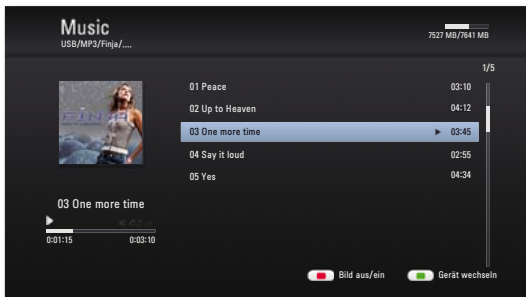 Music
USB/MP3/Finja/....
7527 MB/7641 MB
1/5
01 Peace 03:10
02 Up to Heaven 04:12
03 One more time 03:45
04 Say it loud 02:55
05 Yes 04:34
FINJA
03 One more time
0:01:15 0:03:10
Bild aus/ein Gerät wechseln